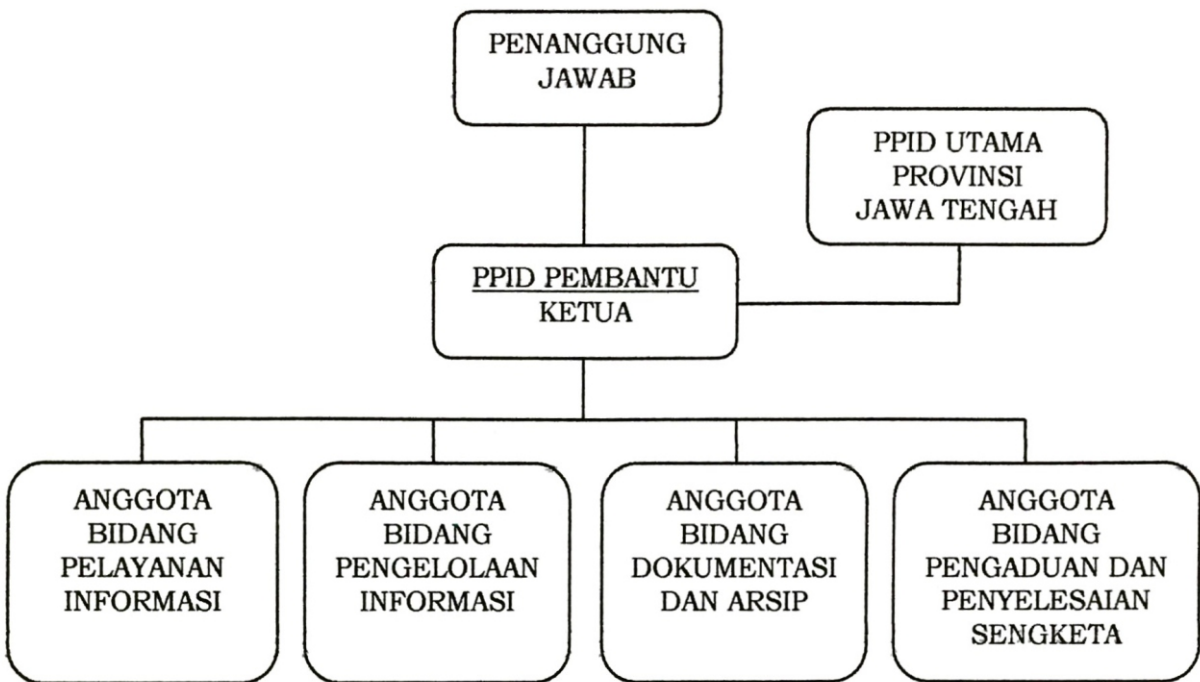 PENANGGUNG
JAWAB
PPID UTAMA
PROVINSI
JAWA TENGAH
PPID PEMBANTU
KETUA
ANGGOTA
BIDANG
PELAYANAN
INFORMASI
ANGGOTA
BIDANG
PENGELOLAAN
INFORMASI
ANGGOTA
BIDANG
DOKUMENTASI
DAN ARSIP
ANGGOTA
BIDANG
PENGADUAN DAN
PENYELESAIAN
SENGKETA